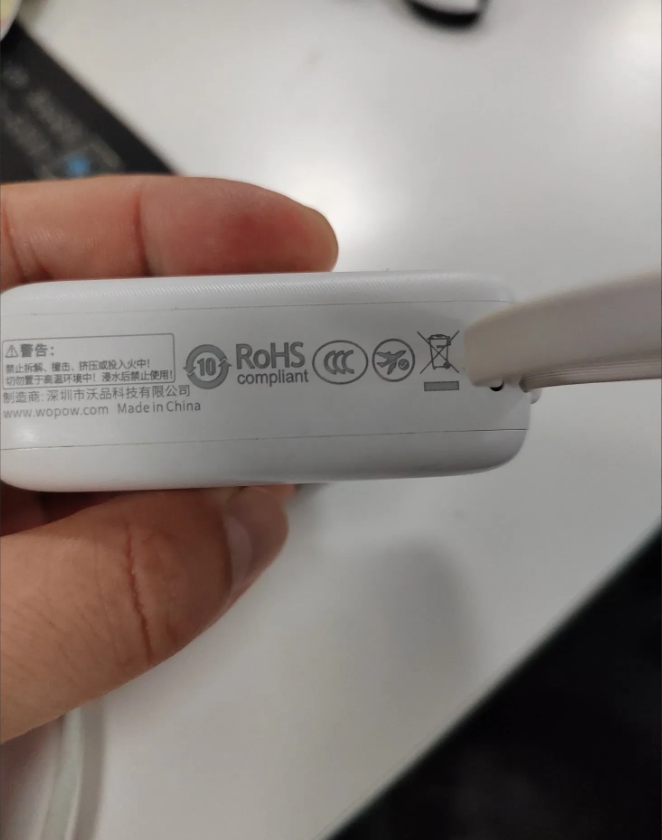 警告:
禁止拆解、撞击、挤压或投入火中!
切勿置于高温环境中! 浸水后禁止使用!
制造商: 深圳市沃品科技有限公司
www.wopow.com Made in China
10
RoHS
compliant
CCC